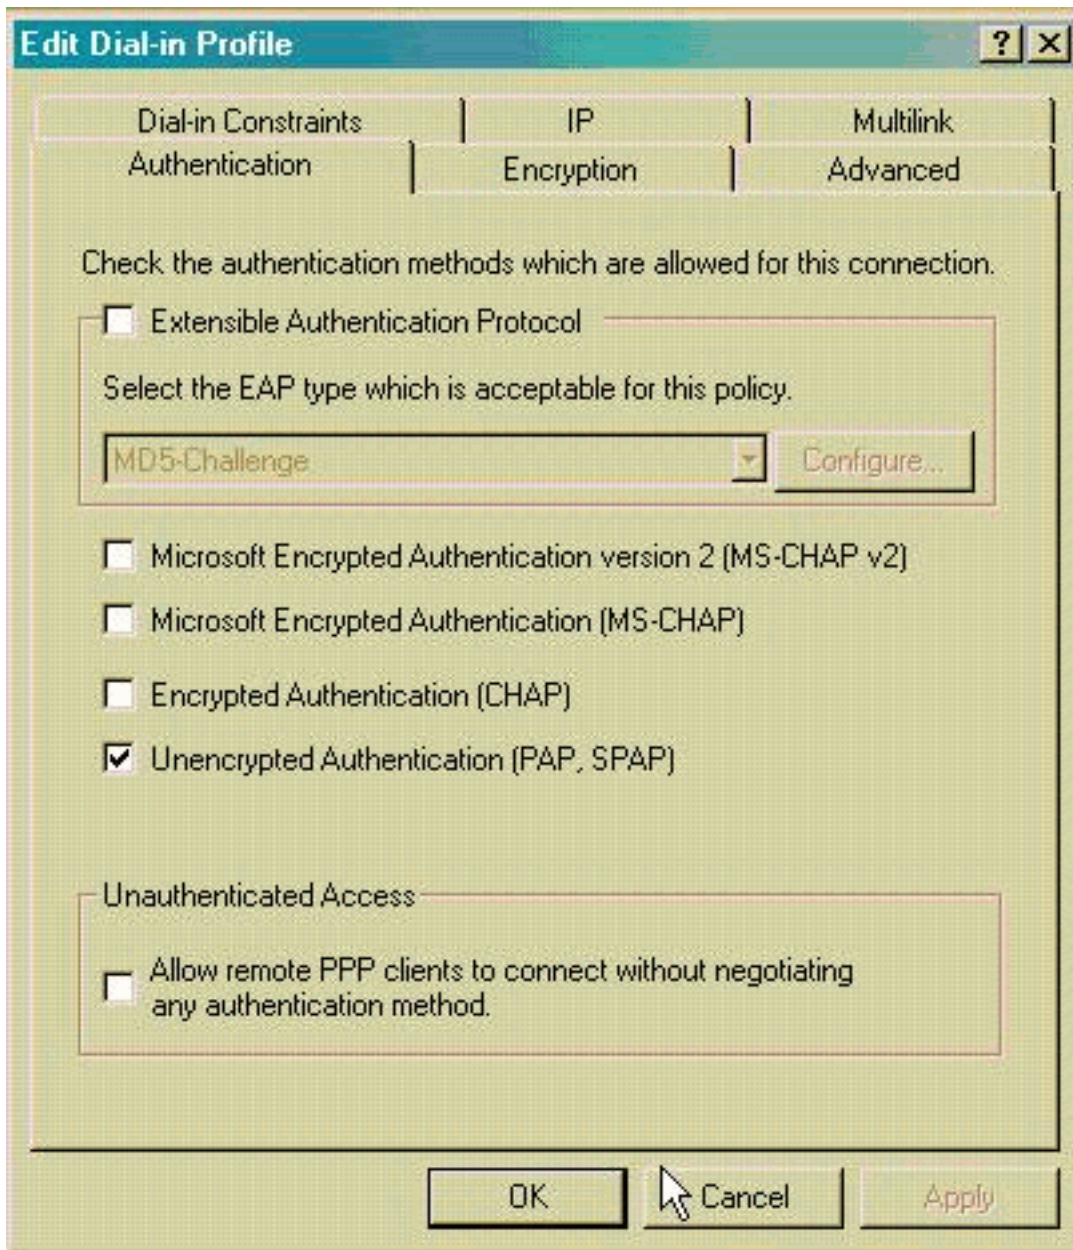 Edit Dial-in Profile
Dial-in Constraints IP Multilink
Authentication Encryption Advanced
Check the authentication methods which are allowed for this connection.
Extensible Authentication Protocol
Select the EAP type which is acceptable for this policy.
MD5-Challenge Configure...
Microsoft Encrypted Authentication version 2 (MS-CHAP v2)
Microsoft Encrypted Authentication (MS-CHAP)
Encrypted Authentication (CHAP)
Unencrypted Authentication (PAP, SPAP)
Unauthenticated Access
Allow remote PPP clients to connect without negotiating
any authentication method.
OK Cancel Apply